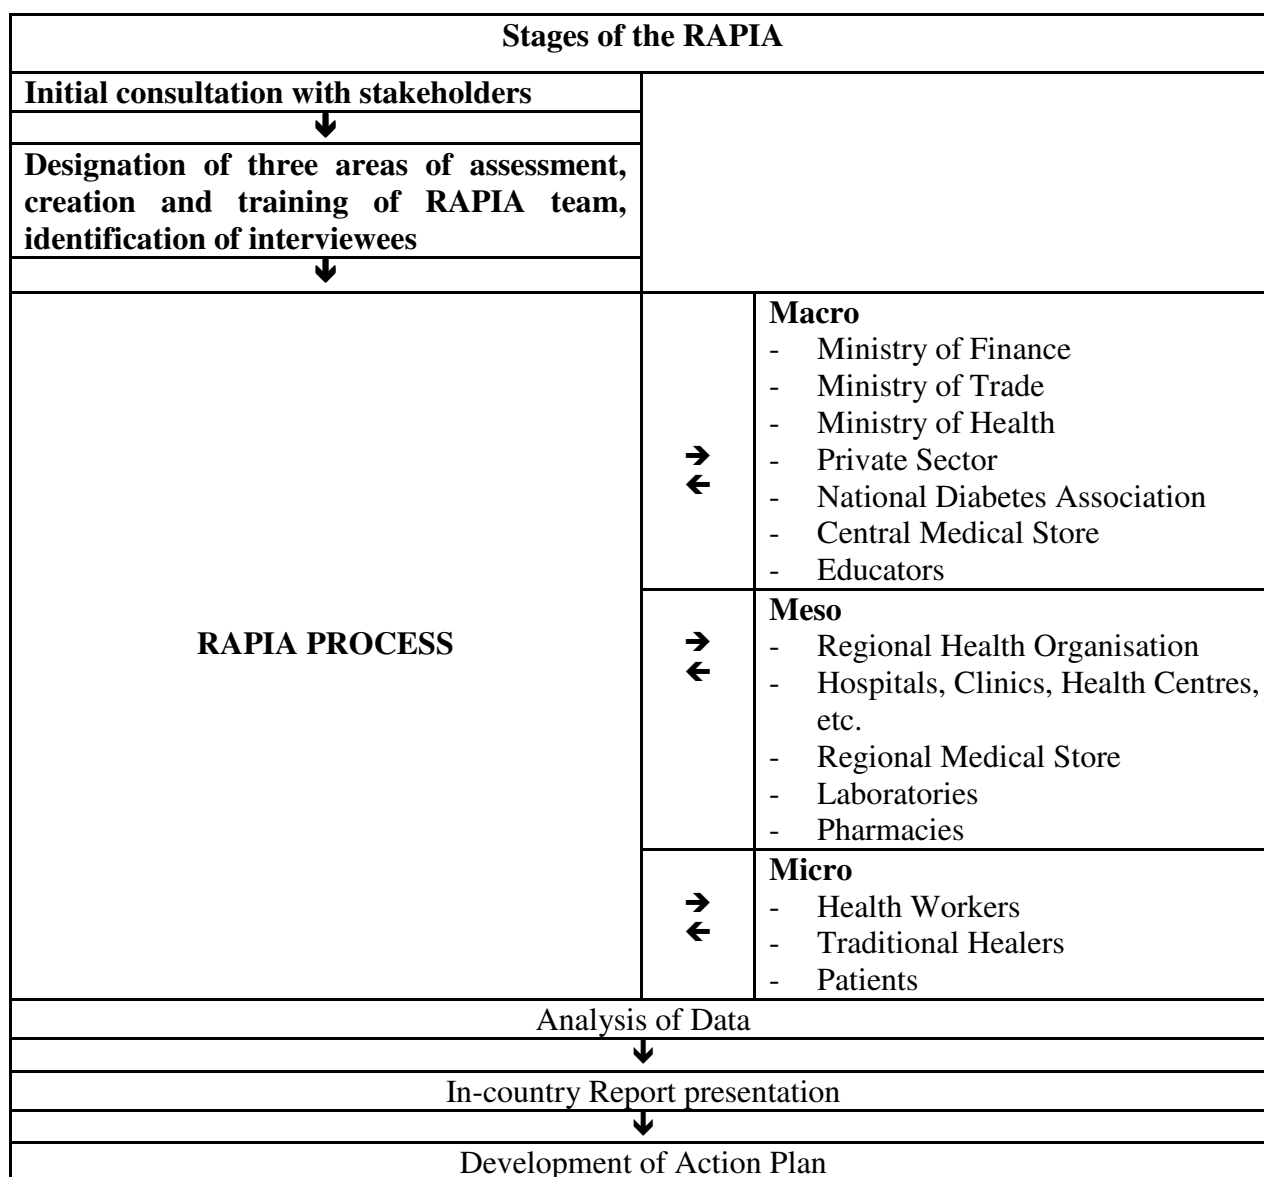 Stages of the RAPIA
Initial consultation with stakeholders
🡻
Designation of three areas of assessment,
creation and training of RAPIA team,
identification of interviewees
🡻
RAPIA PROCESS
🡺
🡸
Macro
- Ministry of Finance
- Ministry of Trade
- Ministry of Health
- Private Sector
- National Diabetes Association
- Central Medical Store
- Educators
🡺
🡸
Meso
- Regional Health Organisation
- Hospitals, Clinics, Health Centres,
etc.
- Regional Medical Store
- Laboratories
- Pharmacies
🡺
🡸
Micro
- Health Workers
- Traditional Healers
- Patients
Analysis of Data
🡻
In-country Report presentation
🡻
Development of Action Plan